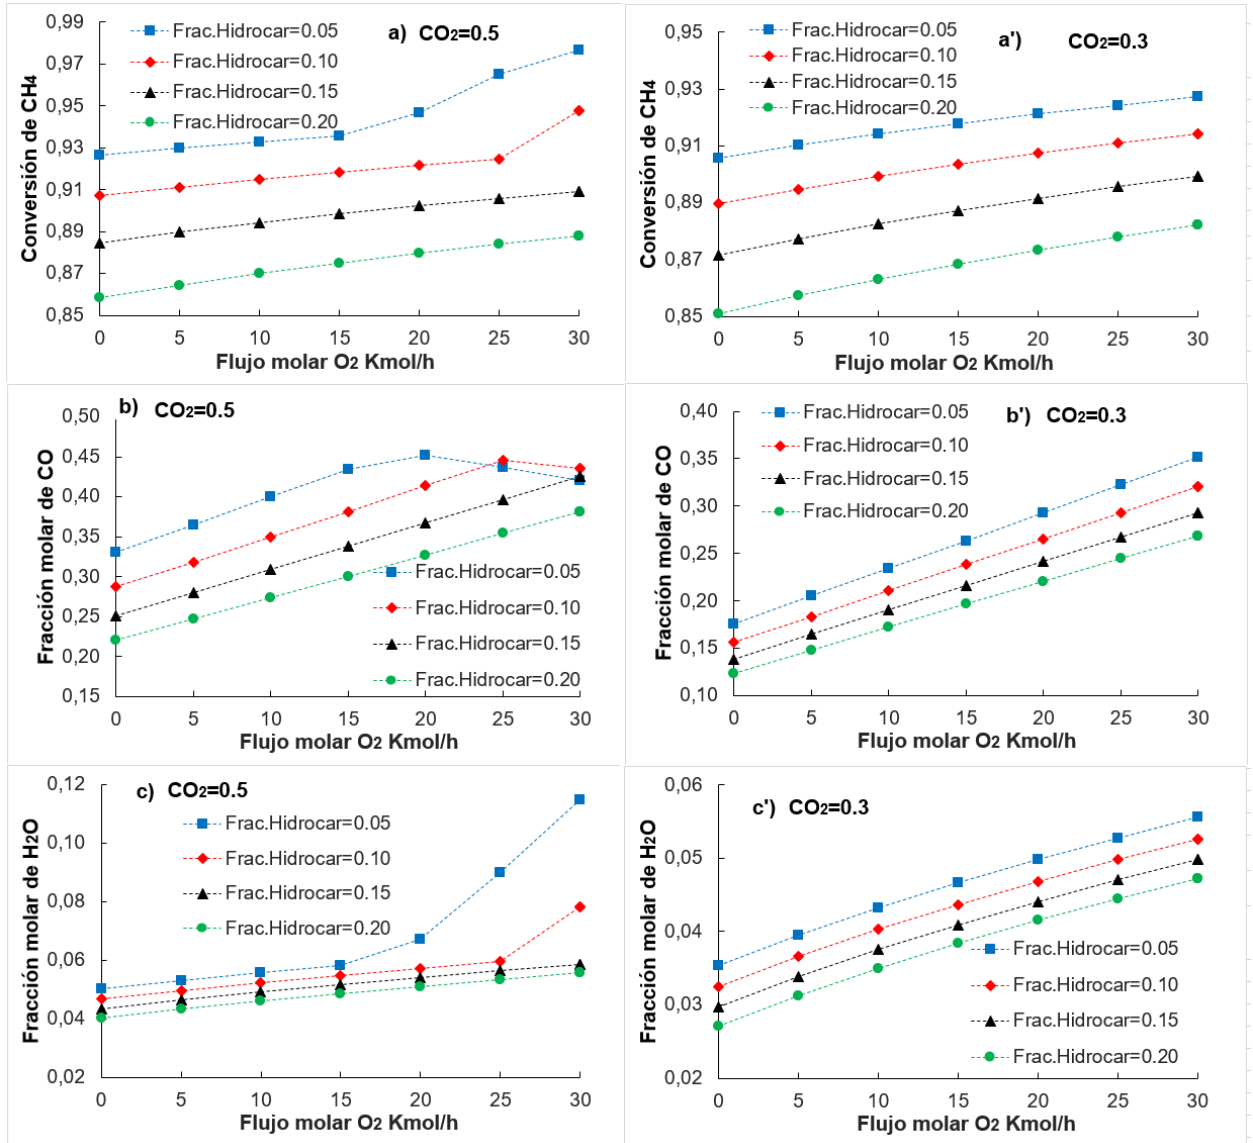 a) CO2=0.5
Frac.Hidrocar=0.05
Frac.Hidrocar=0.10
Frac.Hidrocar=0.15
Frac.Hidrocar=0.20
Conversión de CH4
0,99
0,97
0,95
0,93
0,91
0,89
0,87
0,85
0 5 10 15 20 25 30
Flujo molar O2 Kmol/h
a') CO2=0.3
Frac.Hidrocar=0.05
Frac.Hidrocar=0.10
Frac.Hidrocar=0.15
Frac.Hidrocar=0.20
Conversión de CH4
0,95
0,93
0,91
0,89
0,87
0,85
0 5 10 15 20 25 30
Flujo molar O2 Kmol/h
b) CO2=0.5
Fracción molar de CO
0,50
0,45
0,40
0,35
0,30
0,25
0,20
0,15
Frac.Hidrocar=0.05
Frac.Hidrocar=0.10
Frac.Hidrocar=0.15
Frac.Hidrocar=0.20
0 5 10 15 20 25 30
Flujo molar O2 Kmol/h
b') CO2=0.3
Frac.Hidrocar=0.05
Frac.Hidrocar=0.10
Frac.Hidrocar=0.15
Frac.Hidrocar=0.20
Fracción molar de CO
0,40
0,35
0,30
0,25
0,20
0,15
0,10
0 5 10 15 20 25 30
Flujo molar O2 Kmol/h
c) CO2=0.5
Frac.Hidrocar=0.05
Frac.Hidrocar=0.10
Frac.Hidrocar=0.15
Frac.Hidrocar=0.20
Fracción molar de H2O
0,12
0,10
0,08
0,06
0,04
0,02
0 5 10 15 20 25 30
Flujo molar O2 Kmol/h
c') CO2=0.3
Fracción molar de H2O
0,06
0,05
0,04
0,03
0,02
Frac.Hidrocar=0.05
Frac.Hidrocar=0.10
Frac.Hidrocar=0.15
Frac.Hidrocar=0.20
0 5 10 15 20 25 30
Flujo molar O2 Kmol/h